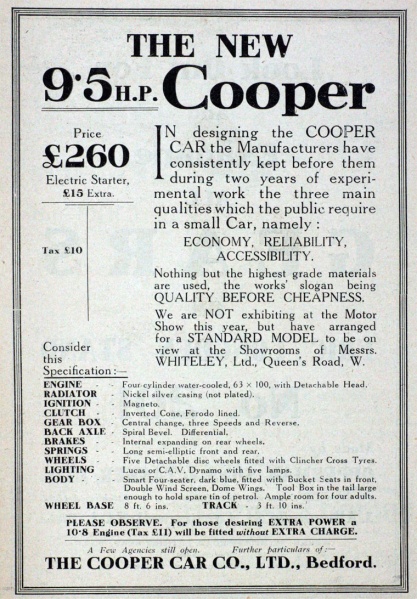 THE NEW
9·5 H.P. Cooper
Price
£260
Electric Starter,
£15 Extra.
Tax £10
IN designing the COOPER
CAR the Manufacturers have
consistently kept before them
during two years of experi-
mental work the three main
qualities which the public require
in a small Car, namely :
ECONOMY, RELIABILITY,
ACCESSIBILITY.
Nothing but the highest grade materials
are used, the works' slogan being
QUALITY BEFORE CHEAPNESS.
We are NOT exhibiting at the Motor
Show this year, but have arranged
for a STANDARD MODEL to be on
view at the Showrooms of Messrs.
WHITELEY, Ltd., Queen's Road, W.
Consider
this
Specification:—
ENGINE - - Four cylinder water-cooled, 63 × 100, with Detachable Head.
RADIATOR - Nickel silver casing (not plated).
IGNITION - - Magneto.
CLUTCH - - Inverted Cone, Ferodo lined.
GEAR BOX - Central change, three Speeds and Reverse.
BACK AXLE - Spiral Bevel. Differential,
BRAKES - - Internal expanding on rear wheels.
SPRINGS - - Long semi-elliptic front and rear.
WHEELS - - Five Detachable disc wheels fitted with Clincher Cross Tyres.
LIGHTING - Lucas or C.A.V. Dynamo with five lamps.
BODY - - - Smart Four-seater, dark blue, fitted with Bucket Seats in front,
Double Wind Screen, Dome Wings. Tool Box in the tail large
enough to hold spare tin of petrol. Ample room for four adults.
WHEEL BASE 8 ft. 6 ins. TRACK - - 3 ft. 10 ins.
PLEASE OBSERVE. For those desiring EXTRA POWER a
10·8 Engine (Tax £11) will be fitted without EXTRA CHARGE.
A Few Agencies still open. Further particulars of :—
THE COOPER CAR CO., LTD., Bedford.